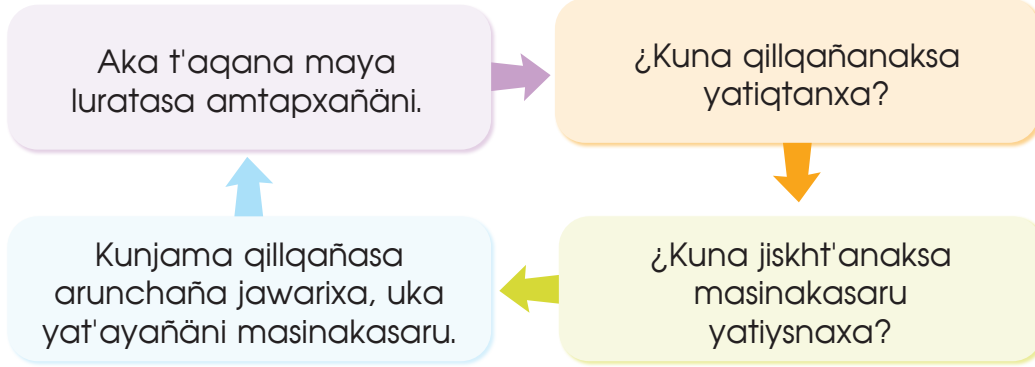 Aka t'aqana maya
luratasa amtapxañäni.
¿Kuna qillqañanaksa
yatiqtanxa?
¿Kuna jiskht'anaksa
masinakasaru
yatiysnaxa?
Kunjama qillqañasa
arunchaña jawarixa, uka
yat'ayañäni masinakasaru.